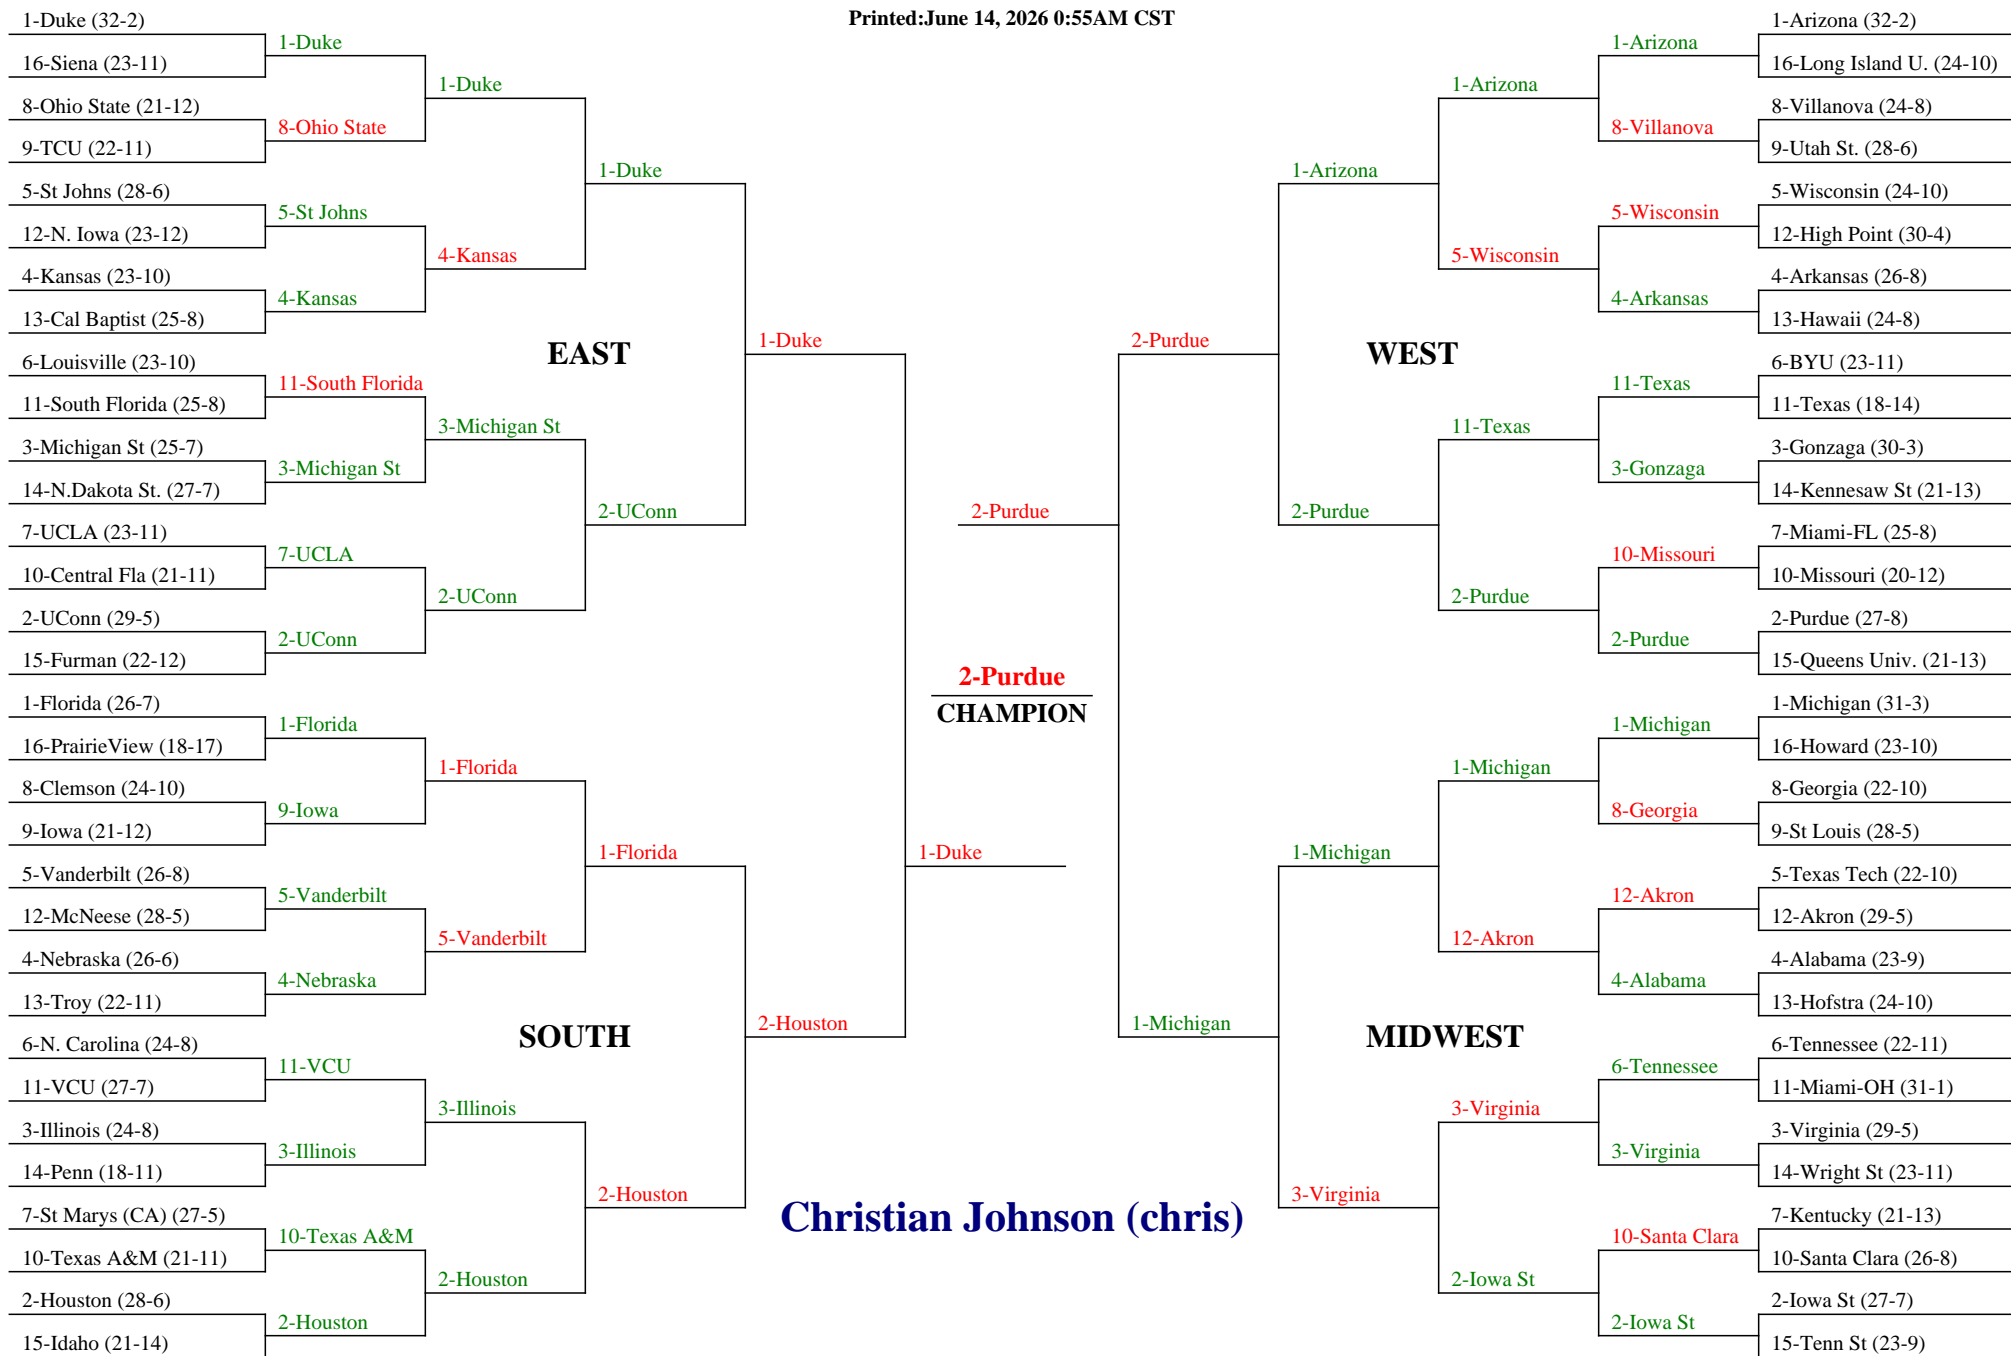 Printed:June 14, 2026 0:55AM CST
1-Duke (32-2)
16-Siena (23-11)
8-Ohio State (21-12)
9-TCU (22-11)
5-St Johns (28-6)
12-N. Iowa (23-12)
4-Kansas (23-10)
13-Cal Baptist (25-8)
6-Louisville (23-10)
11-South Florida (25-8)
3-Michigan St (25-7)
14-N.Dakota St. (27-7)
7-UCLA (23-11)
10-Central Fla (21-11)
2-UConn (29-5)
15-Furman (22-12)
1-Florida (26-7)
16-PrairieView (18-17)
8-Clemson (24-10)
9-Iowa (21-12)
5-Vanderbilt (26-8)
12-McNeese (28-5)
4-Nebraska (26-6)
13-Troy (22-11)
6-N. Carolina (24-8)
11-VCU (27-7)
3-Illinois (24-8)
14-Penn (18-11)
7-St Marys (CA) (27-5)
10-Texas A&M (21-11)
2-Houston (28-6)
15-Idaho (21-14)
1-Duke
8-Ohio State
5-St Johns
4-Kansas
11-South Florida
3-Michigan St
7-UCLA
2-UConn
1-Florida
9-Iowa
5-Vanderbilt
4-Nebraska
11-VCU
3-Illinois
10-Texas A&M
2-Houston
1-Duke
4-Kansas
3-Michigan St
2-UConn
1-Florida
5-Vanderbilt
3-Illinois
2-Houston
1-Duke
2-UConn
1-Florida
2-Houston
EAST
SOUTH
1-Duke
2-Houston
1-Duke
2-Purdue
2-Purdue
CHAMPION
Christian Johnson (chris)
2-Purdue
1-Michigan
WEST
MIDWEST
1-Arizona
2-Purdue
1-Michigan
3-Virginia
1-Arizona
5-Wisconsin
11-Texas
2-Purdue
1-Michigan
12-Akron
3-Virginia
2-Iowa St
1-Arizona
8-Villanova
5-Wisconsin
4-Arkansas
11-Texas
3-Gonzaga
10-Missouri
2-Purdue
1-Michigan
8-Georgia
12-Akron
4-Alabama
6-Tennessee
3-Virginia
10-Santa Clara
2-Iowa St
1-Arizona (32-2)
16-Long Island U. (24-10)
8-Villanova (24-8)
9-Utah St. (28-6)
5-Wisconsin (24-10)
12-High Point (30-4)
4-Arkansas (26-8)
13-Hawaii (24-8)
6-BYU (23-11)
11-Texas (18-14)
3-Gonzaga (30-3)
14-Kennesaw St (21-13)
7-Miami-FL (25-8)
10-Missouri (20-12)
2-Purdue (27-8)
15-Queens Univ. (21-13)
1-Michigan (31-3)
16-Howard (23-10)
8-Georgia (22-10)
9-St Louis (28-5)
5-Texas Tech (22-10)
12-Akron (29-5)
4-Alabama (23-9)
13-Hofstra (24-10)
6-Tennessee (22-11)
11-Miami-OH (31-1)
3-Virginia (29-5)
14-Wright St (23-11)
7-Kentucky (21-13)
10-Santa Clara (26-8)
2-Iowa St (27-7)
15-Tenn St (23-9)